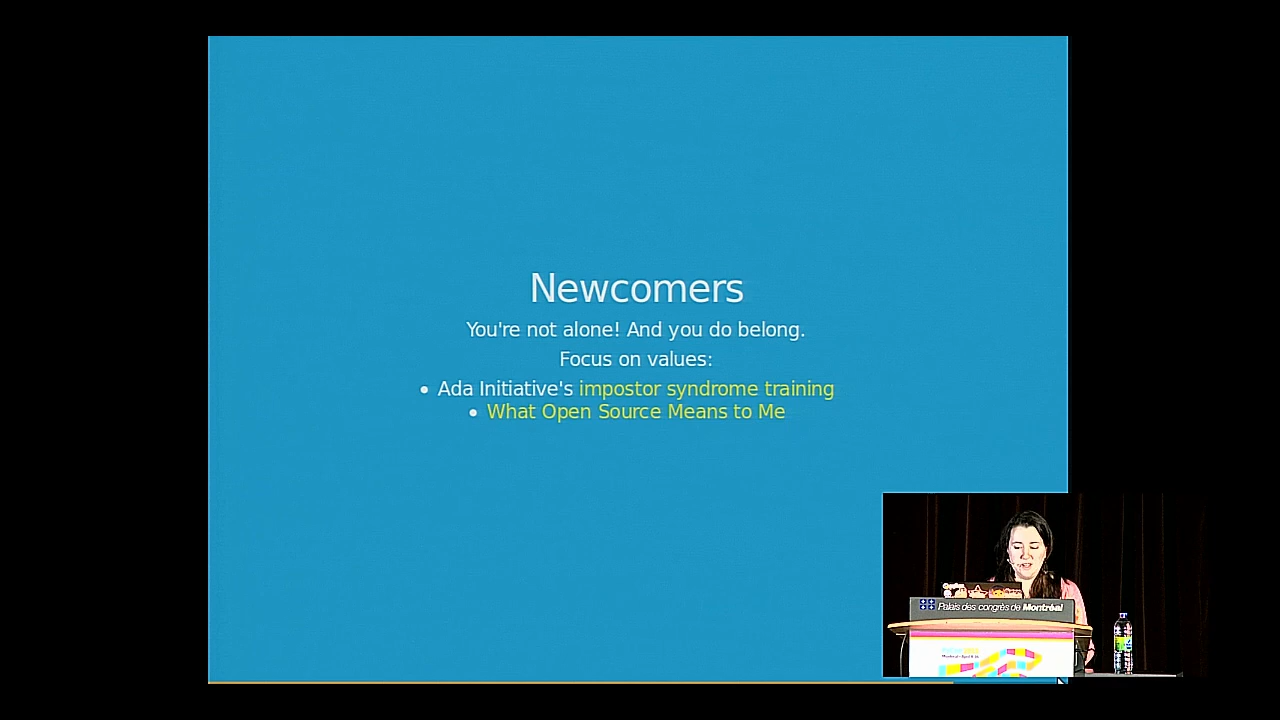 Newcomers
You're not alone! And you do belong.
Focus on values:
• Ada Initiative's impostor syndrome training
• What Open Source Means to Me
Palais des congrès de Montréal